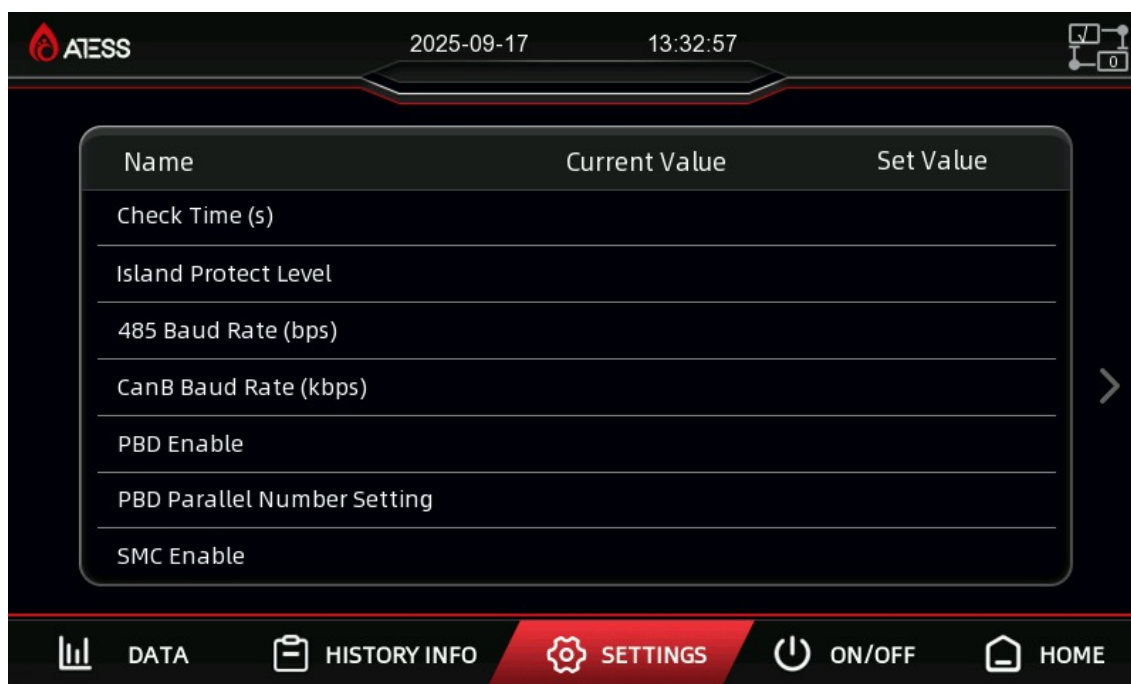 ATESS 2025-09-17 13:32:57
0
Name Current Value Set Value
Check Time (s)
Island Protect Level
485 Baud Rate (bps)
CanB Baud Rate (kbps)
PBD Enable
PBD Parallel Number Setting
SMC Enable
DATA HISTORY INFO SETTINGS ON/OFF HOME